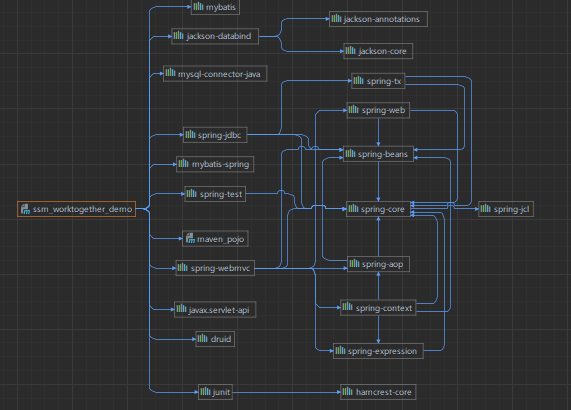 mybatis
jackson-annotations
jackson-databind
jackson-core
mysql-connector-java
spring-tx
spring-web
spring-jdbc
spring-beans
mybatis-spring
spring-test
ssm_worktogether_demo
spring-core
spring-jcl
maven_pojo
spring-webmvc
spring-aop
javax.servlet-api
spring-context
druid
spring-expression
junit
hamcrest-core